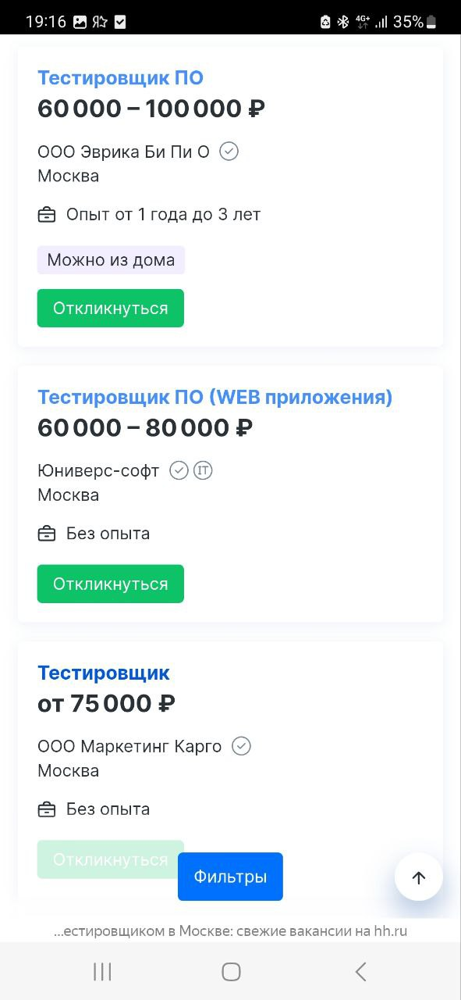 19:16 Я 4G+ 35%
Тестировщик ПО
60 000 – 100 000 ₽
ООО Эврика Би Пи О
Москва
Опыт от 1 года до 3 лет
Можно из дома
Откликнуться
Тестировщик ПО (WEB приложения)
60 000 – 80 000 ₽
Юниверс-софт IT
Москва
Без опыта
Откликнуться
Тестировщик
от 75 000 ₽
ООО Маркетинг Карго
Москва
Без опыта
Откликнуться
Фильтры
...естировщиком в Москве: свежие вакансии на hh.ru